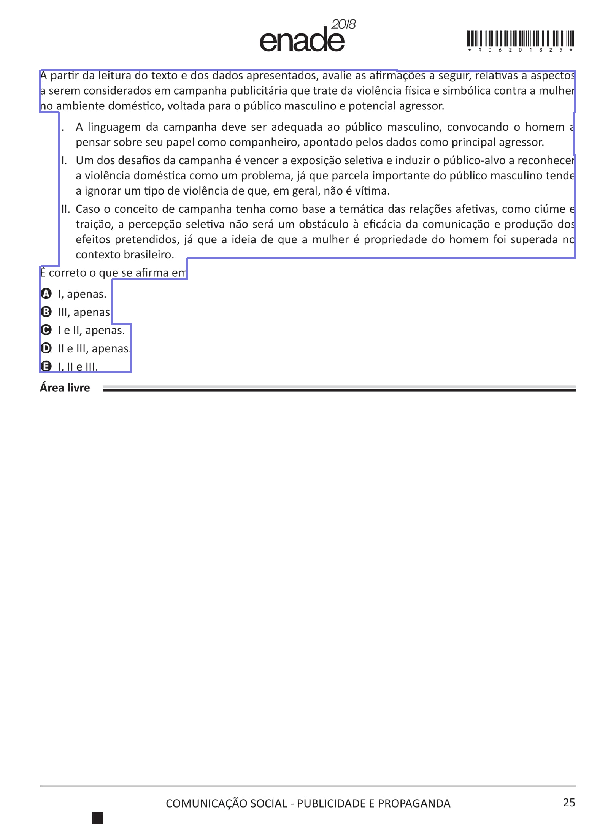 enade 2018
*R0620182 5*
A partir da leitura do texto e dos dados apresentados, avalie as afirmações a seguir, relativas a aspectos
a serem considerados em campanha publicitária que trate da violência física e simbólica contra a mulher
no ambiente doméstico, voltada para o público masculino e potencial agressor.
I. A linguagem da campanha deve ser adequada ao público masculino, convocando o homem a
pensar sobre seu papel como companheiro, apontado pelos dados como principal agressor.
II. Um dos desafios da campanha é vencer a exposição seletiva e induzir o público-alvo a reconhecer
a violência doméstica como um problema, já que parcela importante do público masculino tende
a ignorar um tipo de violência de que, em geral, não é vítima.
III. Caso o conceito de campanha tenha como base a temática das relações afetivas, como ciúme e
traição, a percepção seletiva não será um obstáculo à eficácia da comunicação e produção dos
efeitos pretendidos, já que a ideia de que a mulher é propriedade do homem foi superada no
contexto brasileiro.
É correto o que se afirma em
A I, apenas.
B III, apenas.
C I e II, apenas.
D II e III, apenas.
E I, II e III.
Área livre
COMUNICAÇÃO SOCIAL - PUBLICIDADE E PROPAGANDA
25